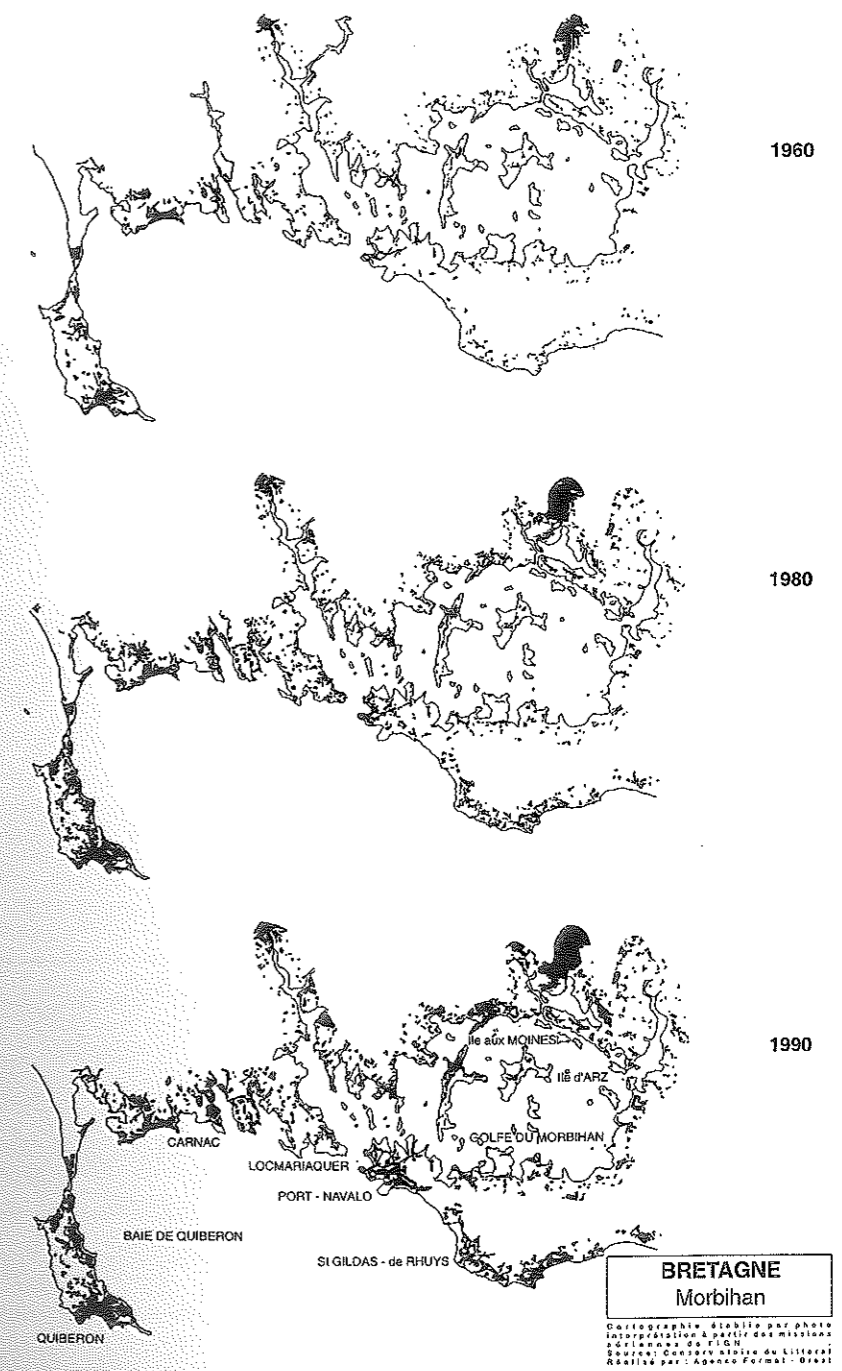 1960
1980
1990
Ile aux MOINES
Ile d'ARZ
GOLFE DU MORBIHAN
CARNAC
LOCMARIAQUER
PORT - NAVALO
BAIE DE QUIBERON
St GILDAS - de RHUYS
QUIBERON
BRETAGNE
Morbihan
Cartographie établie par photo
interprétation à partir des missions
aériennes de l'IGN
Source: Conservatoire du Littoral
Réalisé par : Agence Format - Brest